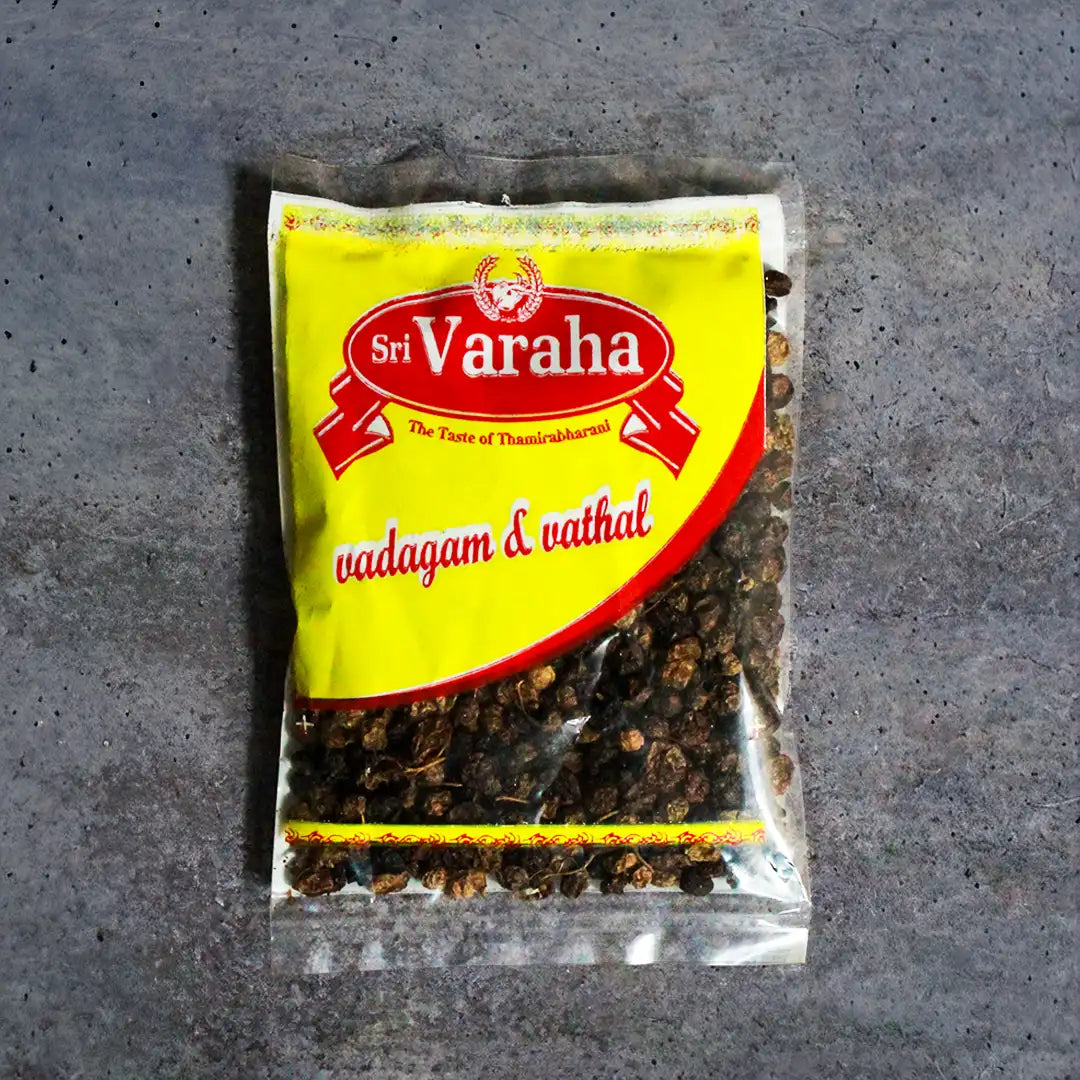 Sri Varaha
The Taste of Thamirabharani
vadagam & vathal